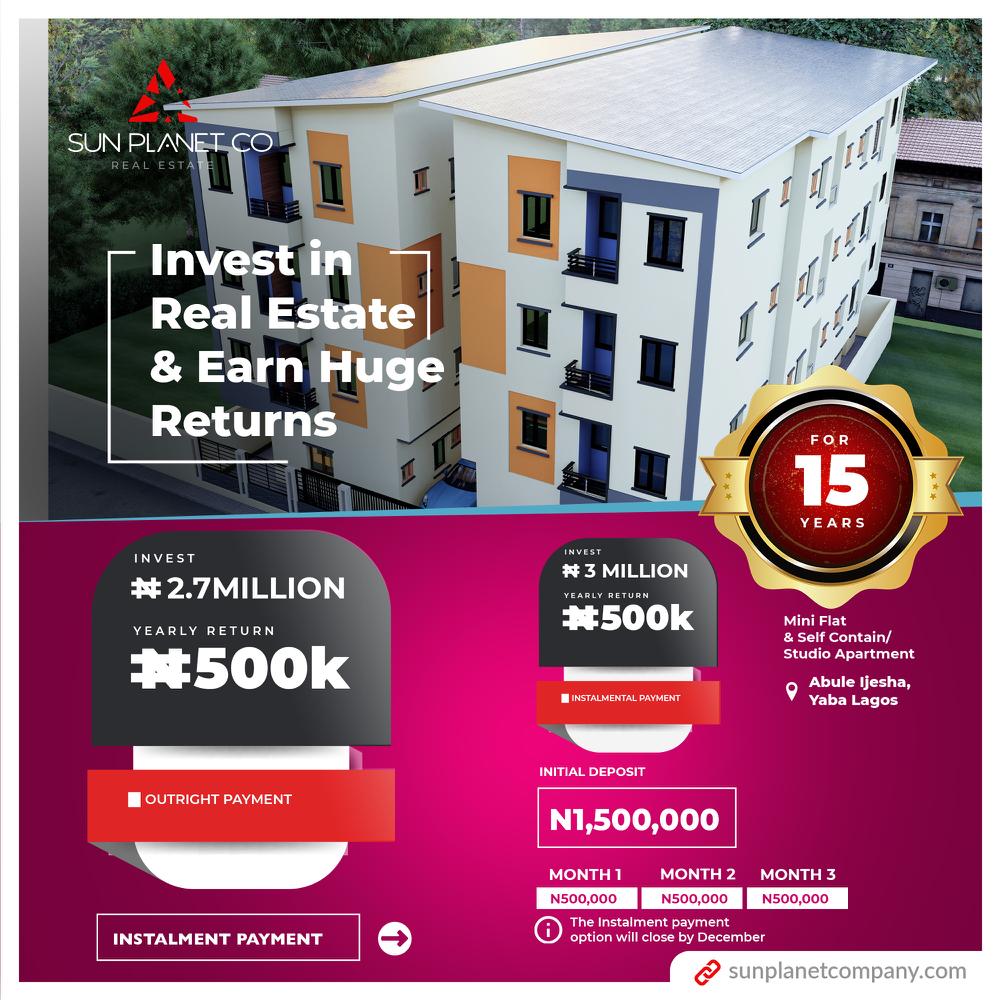 SUN PLANET CO
REAL ESTATE
Invest in
Real Estate
& Earn Huge
Returns
FOR
15
YEARS
INVEST
₦ 2.7MILLION
YEARLY RETURN
₦500k
OUTRIGHT PAYMENT
INSTALMENT PAYMENT
INVEST
₦ 3 MILLION
YEARLY RETURN
₦500k
INSTALMENTAL PAYMENT
Mini Flat
& Self Contain/
Studio Apartment
Abule Ijesha,
Yaba Lagos
INITIAL DEPOSIT
N1,500,000
MONTH 1 MONTH 2 MONTH 3
N500,000 N500,000 N500,000
The Instalment payment
option will close by December
sunplanetcompany.com